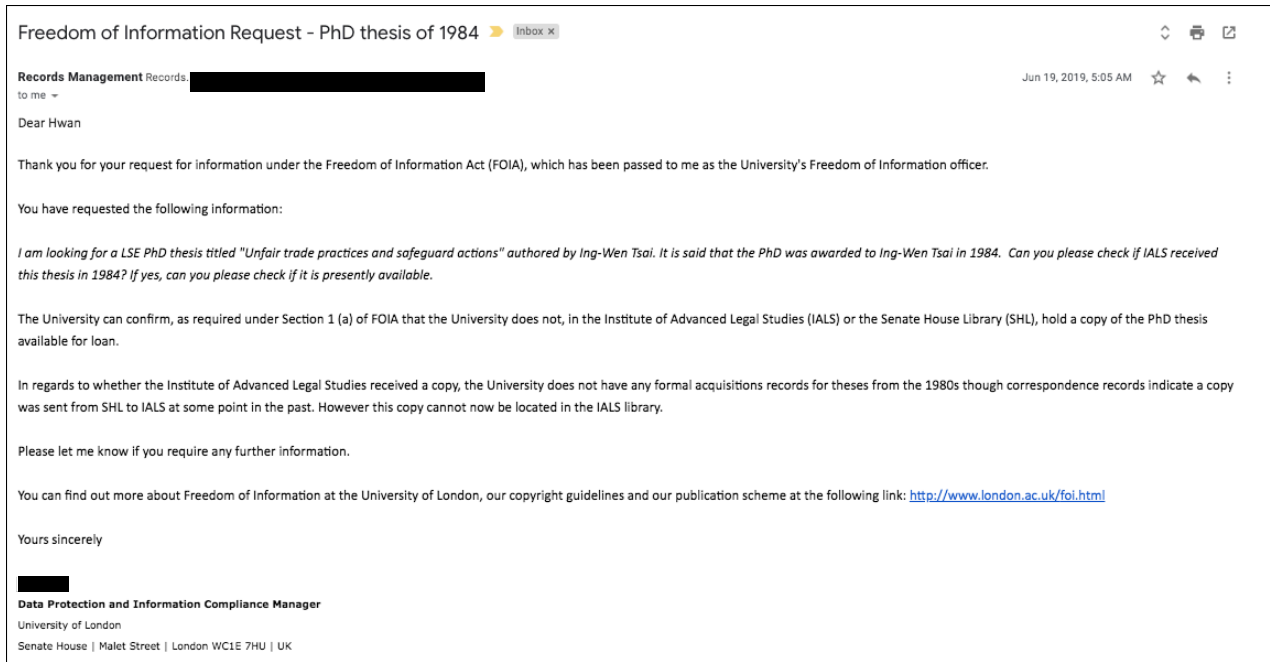 Freedom of Information Request - PhD thesis of 1984 Inbox x
Records Management Records. Jun 19, 2019, 5:05 AM
to me
Dear Hwan
Thank you for your request for information under the Freedom of Information Act (FOIA), which has been passed to me as the University's Freedom of Information officer.
You have requested the following information:
I am looking for a LSE PhD thesis titled "Unfair trade practices and safeguard actions" authored by Ing-Wen Tsai. It is said that the PhD was awarded to Ing-Wen Tsai in 1984.  Can you please check if IALS received
this thesis in 1984? If yes, can you please check if it is presently available.
The University can confirm, as required under Section 1 (a) of FOIA that the University does not, in the Institute of Advanced Legal Studies (IALS) or the Senate House Library (SHL), hold a copy of the PhD thesis
available for loan.
In regards to whether the Institute of Advanced Legal Studies received a copy, the University does not have any formal acquisitions records for theses from the 1980s though correspondence records indicate a copy
was sent from SHL to IALS at some point in the past. However this copy cannot now be located in the IALS library.
Please let me know if you require any further information.
You can find out more about Freedom of Information at the University of London, our copyright guidelines and our publication scheme at the following link: http://www.london.ac.uk/foi.html
Yours sincerely
Data Protection and Information Compliance Manager
University of London
Senate House | Malet Street | London WC1E 7HU | UK